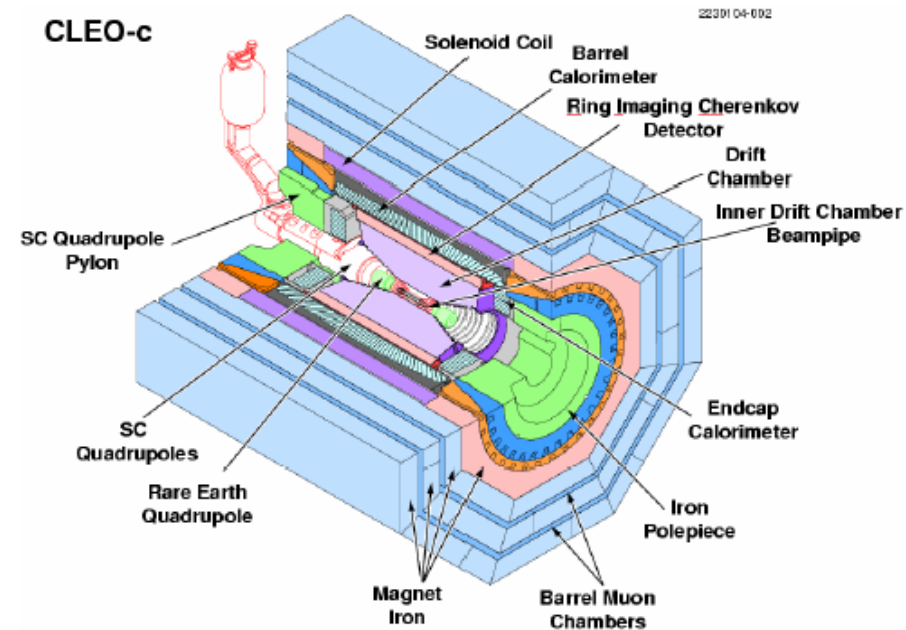 2230104-002
CLEO-c
Solenoid Coil
Barrel
Calorimeter
Ring Imaging Cherenkov
Detector
Drift
Chamber
Inner Drift Chamber
Beampipe
SC Quadrupole
Pylon
SC
Quadrupoles
Rare Earth
Quadrupole
Magnet
Iron
Barrel Muon
Chambers
Iron
Polepiece
Endcap
Calorimeter